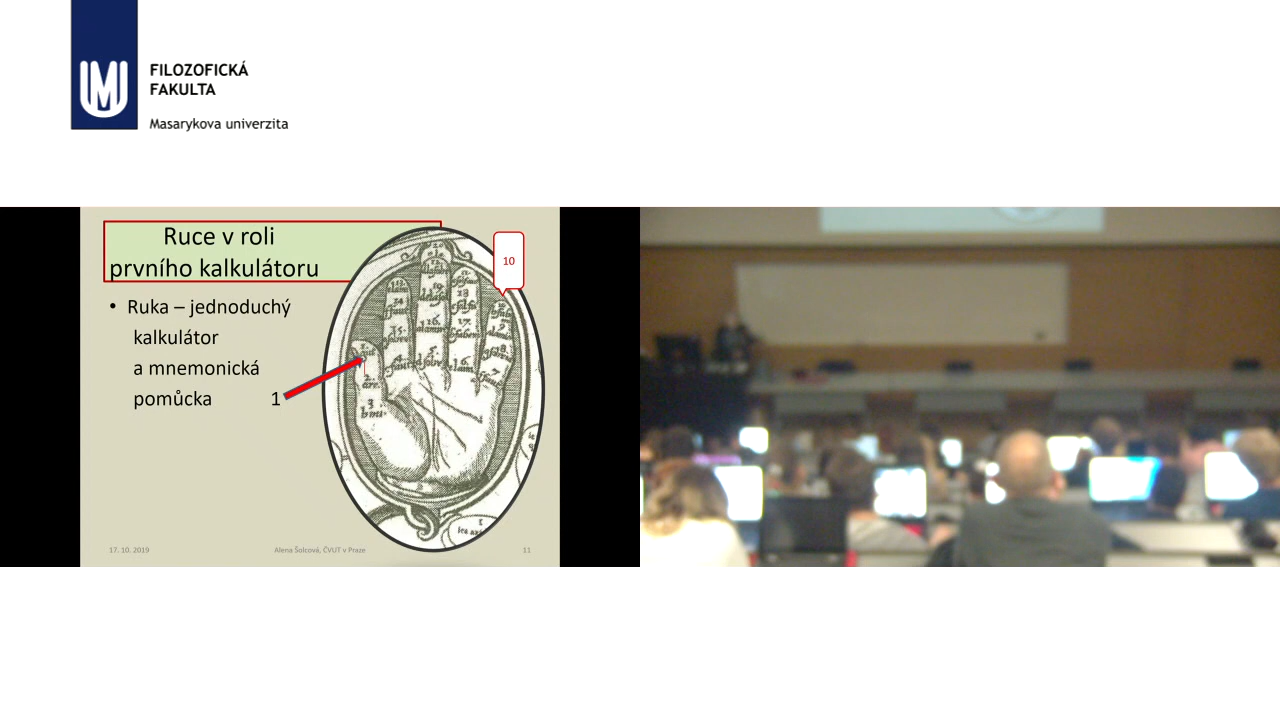 FILOZOFICKÁ
FAKULTA
Masarykova univerzita
Ruce v roli
prvního kalkulátoru
• Ruka – jednoduchý
kalkulátor
a mnemonická
pomůcka
1
10
17. 10. 2019
Alena Šolcová, ČVUT v Praze
11